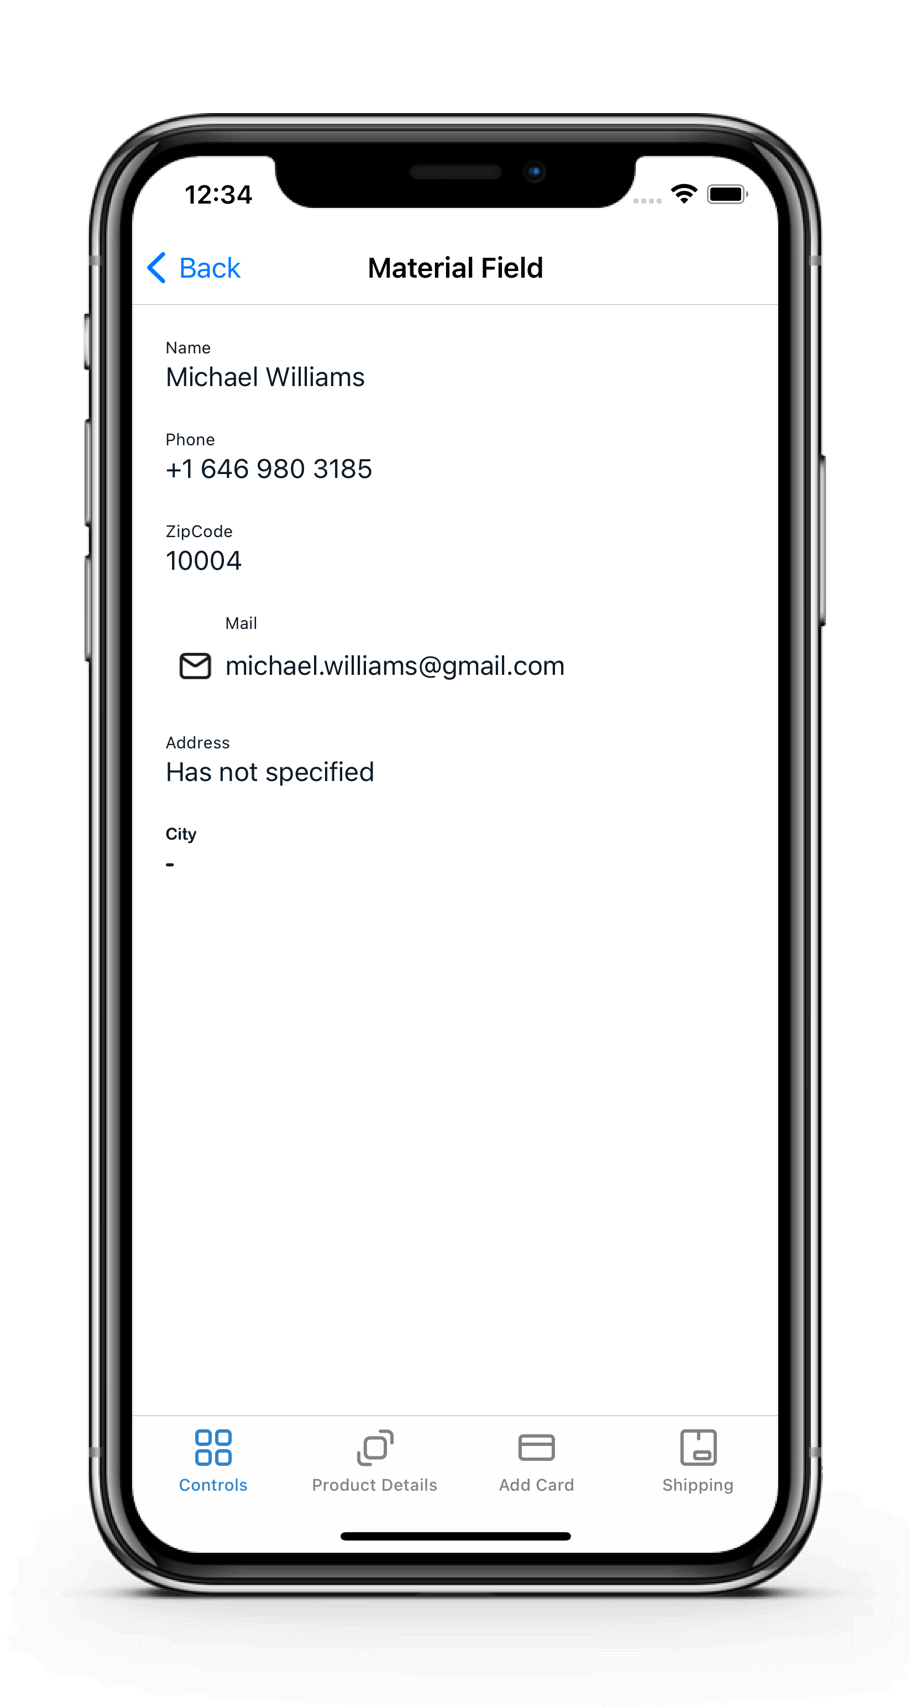 12:34
Back
Material Field
Name
Michael Williams
Phone
+1 646 980 3185
ZipCode
10004
Mail
michael.williams@gmail.com
Address
Has not specified
City
-
Controls
Product Details
Add Card
Shipping